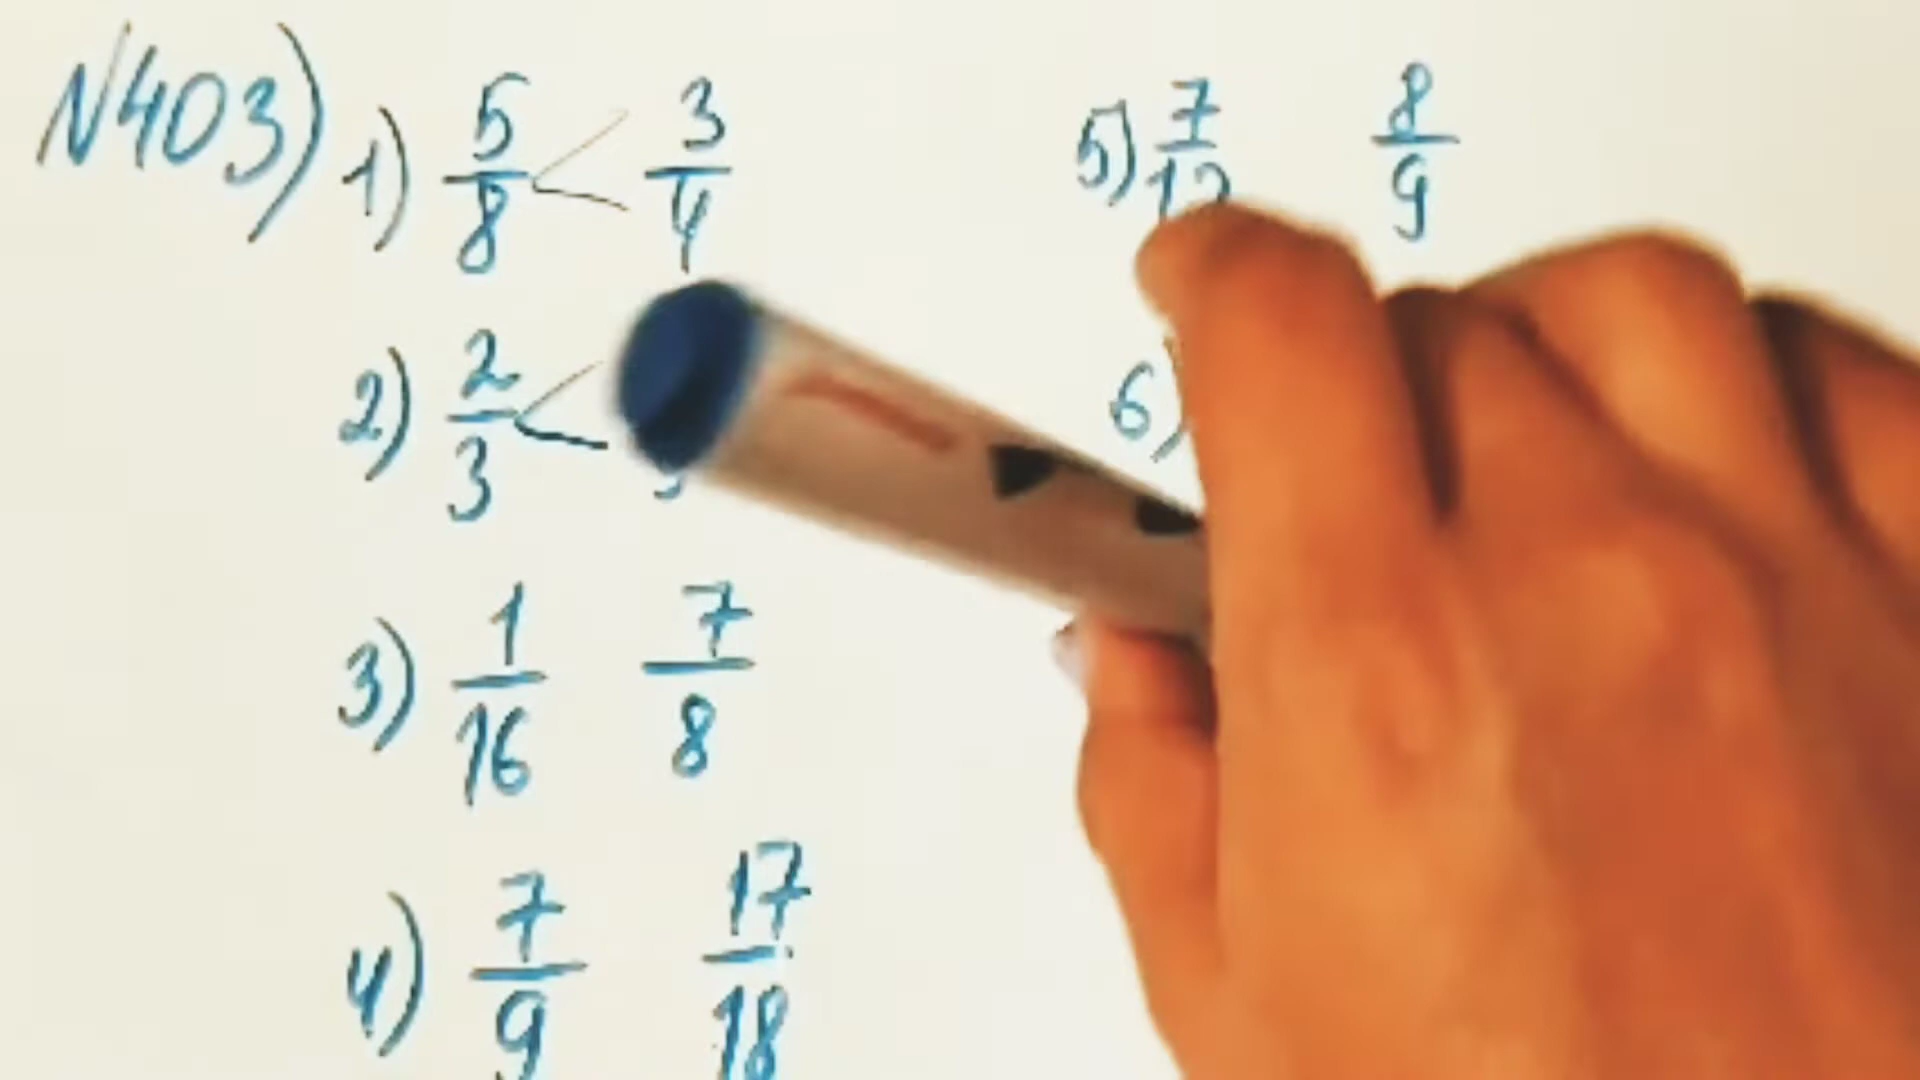 N403)
1) 5/8 < 3/4
2) 2/3 <
3) 1/16 7/8
4) 7/9 17/18
5) 7/12 8/9
6)